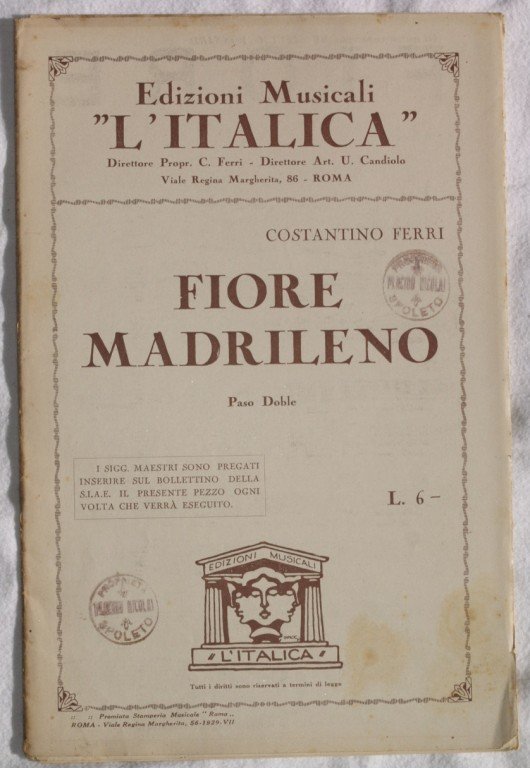 Edizioni Musicali
"L'ITALICA"
Direttore Propr. C. Ferri - Direttore Art. U. Candiolo
Viale Regina Margherita, 86 - ROMA
COSTANTINO FERRI
SPOLETO
FIORE
MADRILENO
Paso Doble
I SIGG. MAESTRI SONO PREGATI
INSERIRE SUL BOLLETTINO DELLA
S.I.A.E. IL PRESENTE PEZZO OGNI
VOLTA CHE VERRÀ ESEGUITO.
L. 6 -
EDIZIONI MUSICALI
"L'ITALICA"
NICOLAI
SPOLETO
Tutti i diritti sono riservati a termini di legge
:: :: Premiata Stamperia Musicale "Roma,,
ROMA - Viale Regina Margherita, 86-1929.VII